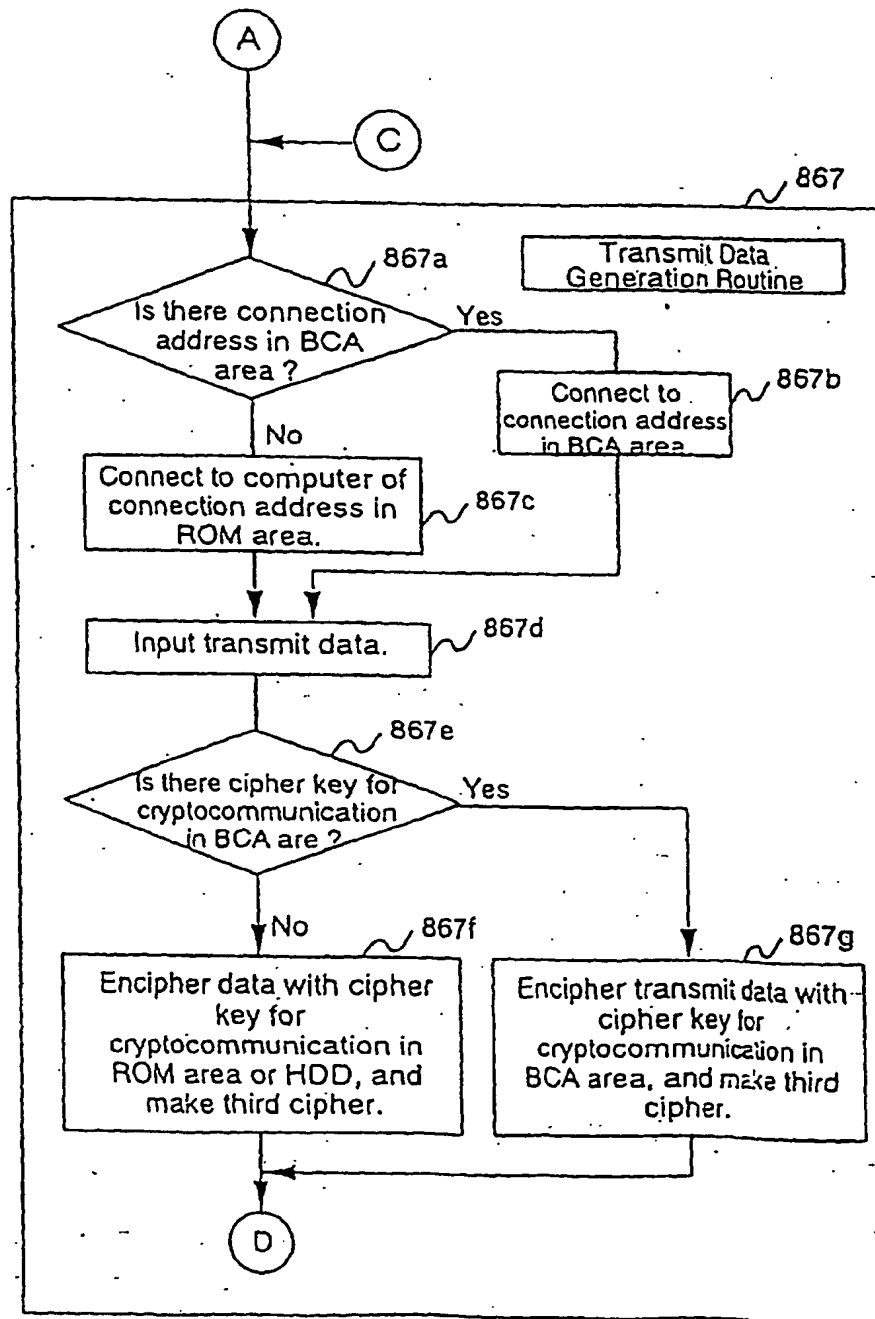 A
C
867
Transmit Data
Generation Routine
867a
Is there connection
address in BCA
area ?
Yes
867b
Connect to
connection address
in BCA area
No
Connect to computer of
connection address in
ROM area.
867c
Input transmit data.
867d
867e
Is there cipher key for
cryptocommunication
in BCA are ?
Yes
No
867f
Encipher data with cipher
key for
cryptocommunication in
ROM area or HDD, and
make third cipher.
867g
Encipher transmit data with
cipher key for
cryptocommunication in
BCA area, and make third
cipher.
D